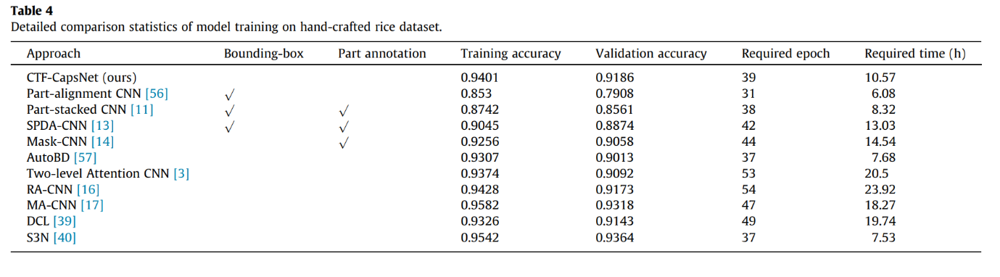 Table 4
Detailed comparison statistics of model training on hand-crafted rice dataset.
Approach Bounding-box Part annotation Training accuracy Validation accuracy Required epoch Required time (h)
CTF-CapsNet (ours) 0.9401 0.9186 39 10.57
Part-alignment CNN [56] √ 0.853 0.7908 31 6.08
Part-stacked CNN [11] √ √ 0.8742 0.8561 38 8.32
SPDA-CNN [13] √ √ 0.9045 0.8874 42 13.03
Mask-CNN [14] √ 0.9256 0.9058 44 14.54
AutoBD [57] 0.9307 0.9013 37 7.68
Two-level Attention CNN [3] 0.9374 0.9092 53 20.5
RA-CNN [16] 0.9428 0.9173 54 23.92
MA-CNN [17] 0.9582 0.9318 47 18.27
DCL [39] 0.9326 0.9143 49 19.74
S3N [40] 0.9542 0.9364 37 7.53